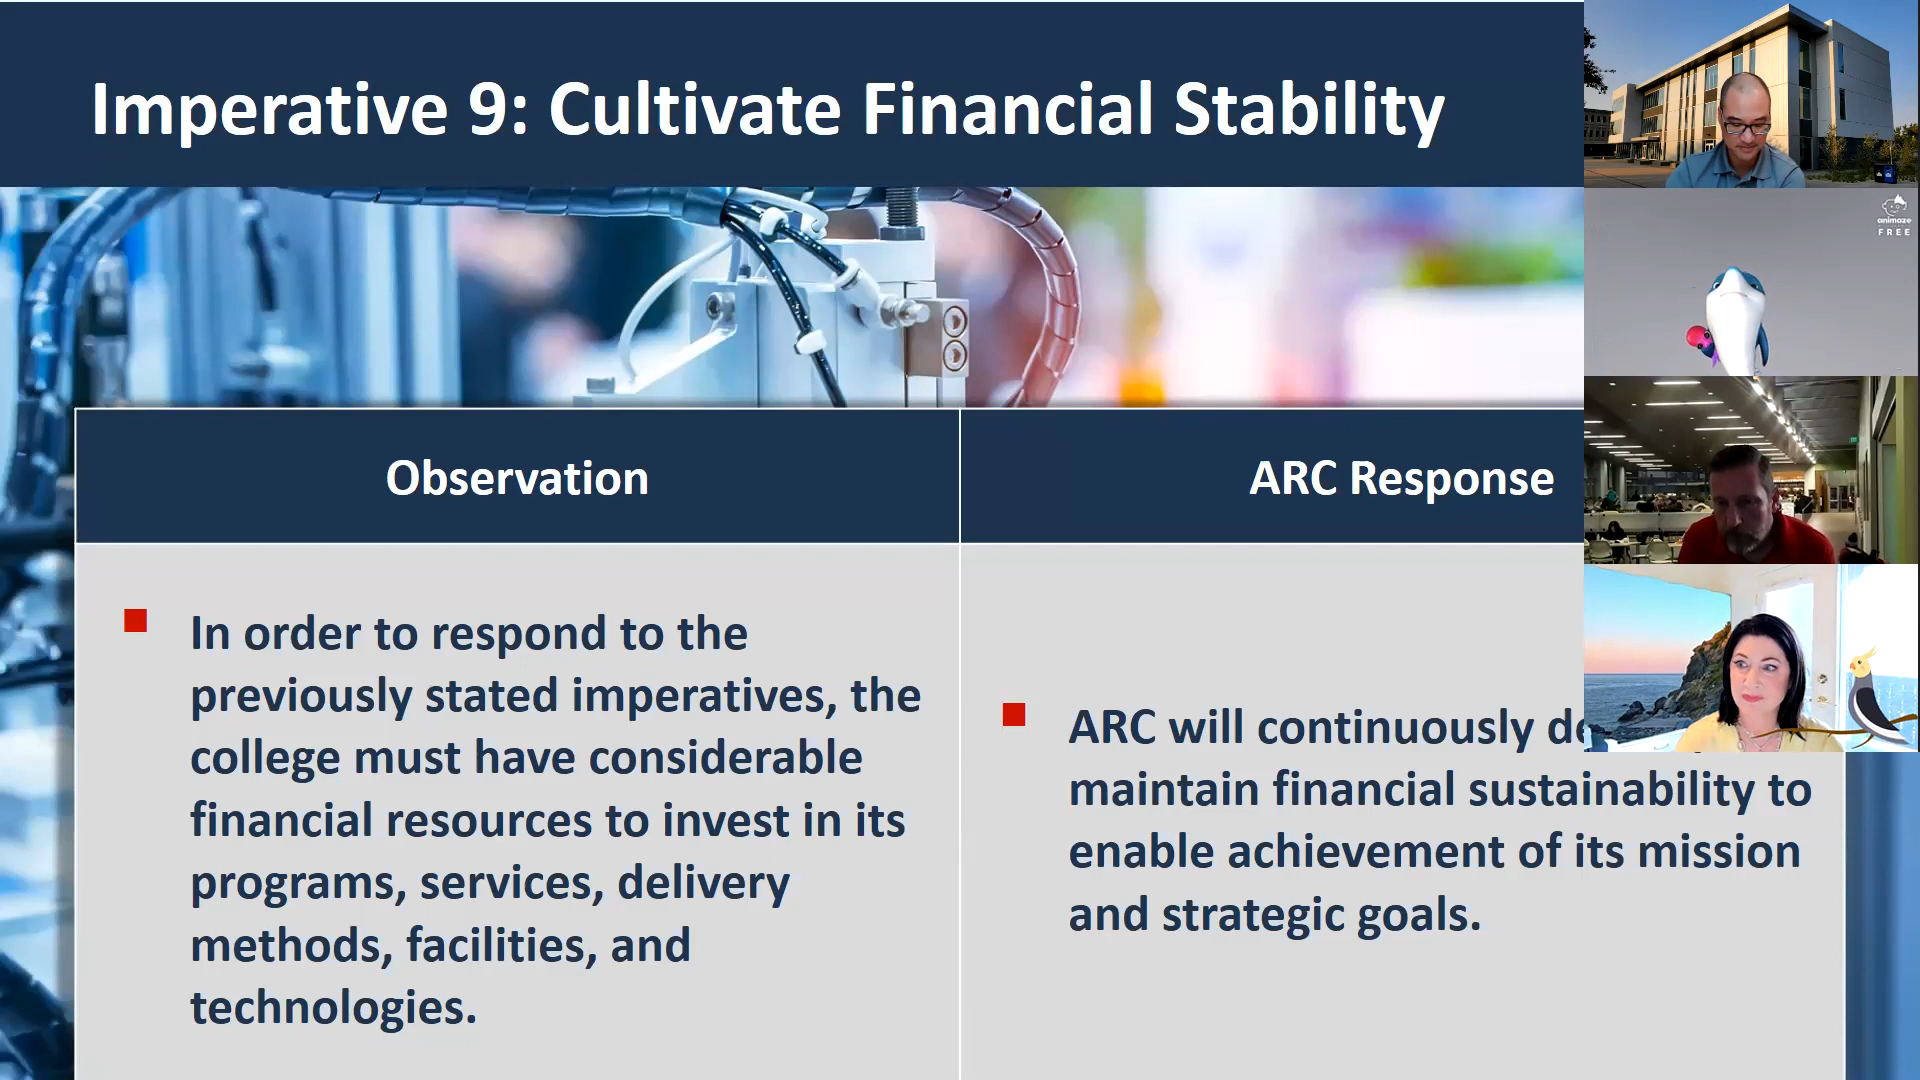 Imperative 9: Cultivate Financial Stability
animaze
FREE
Observation
ARC Response
In order to respond to the
previously stated imperatives, the
college must have considerable
financial resources to invest in its
programs, services, delivery
methods, facilities, and
technologies.
ARC will continuously
maintain financial sustainability to
enable achievement of its mission
and strategic goals.